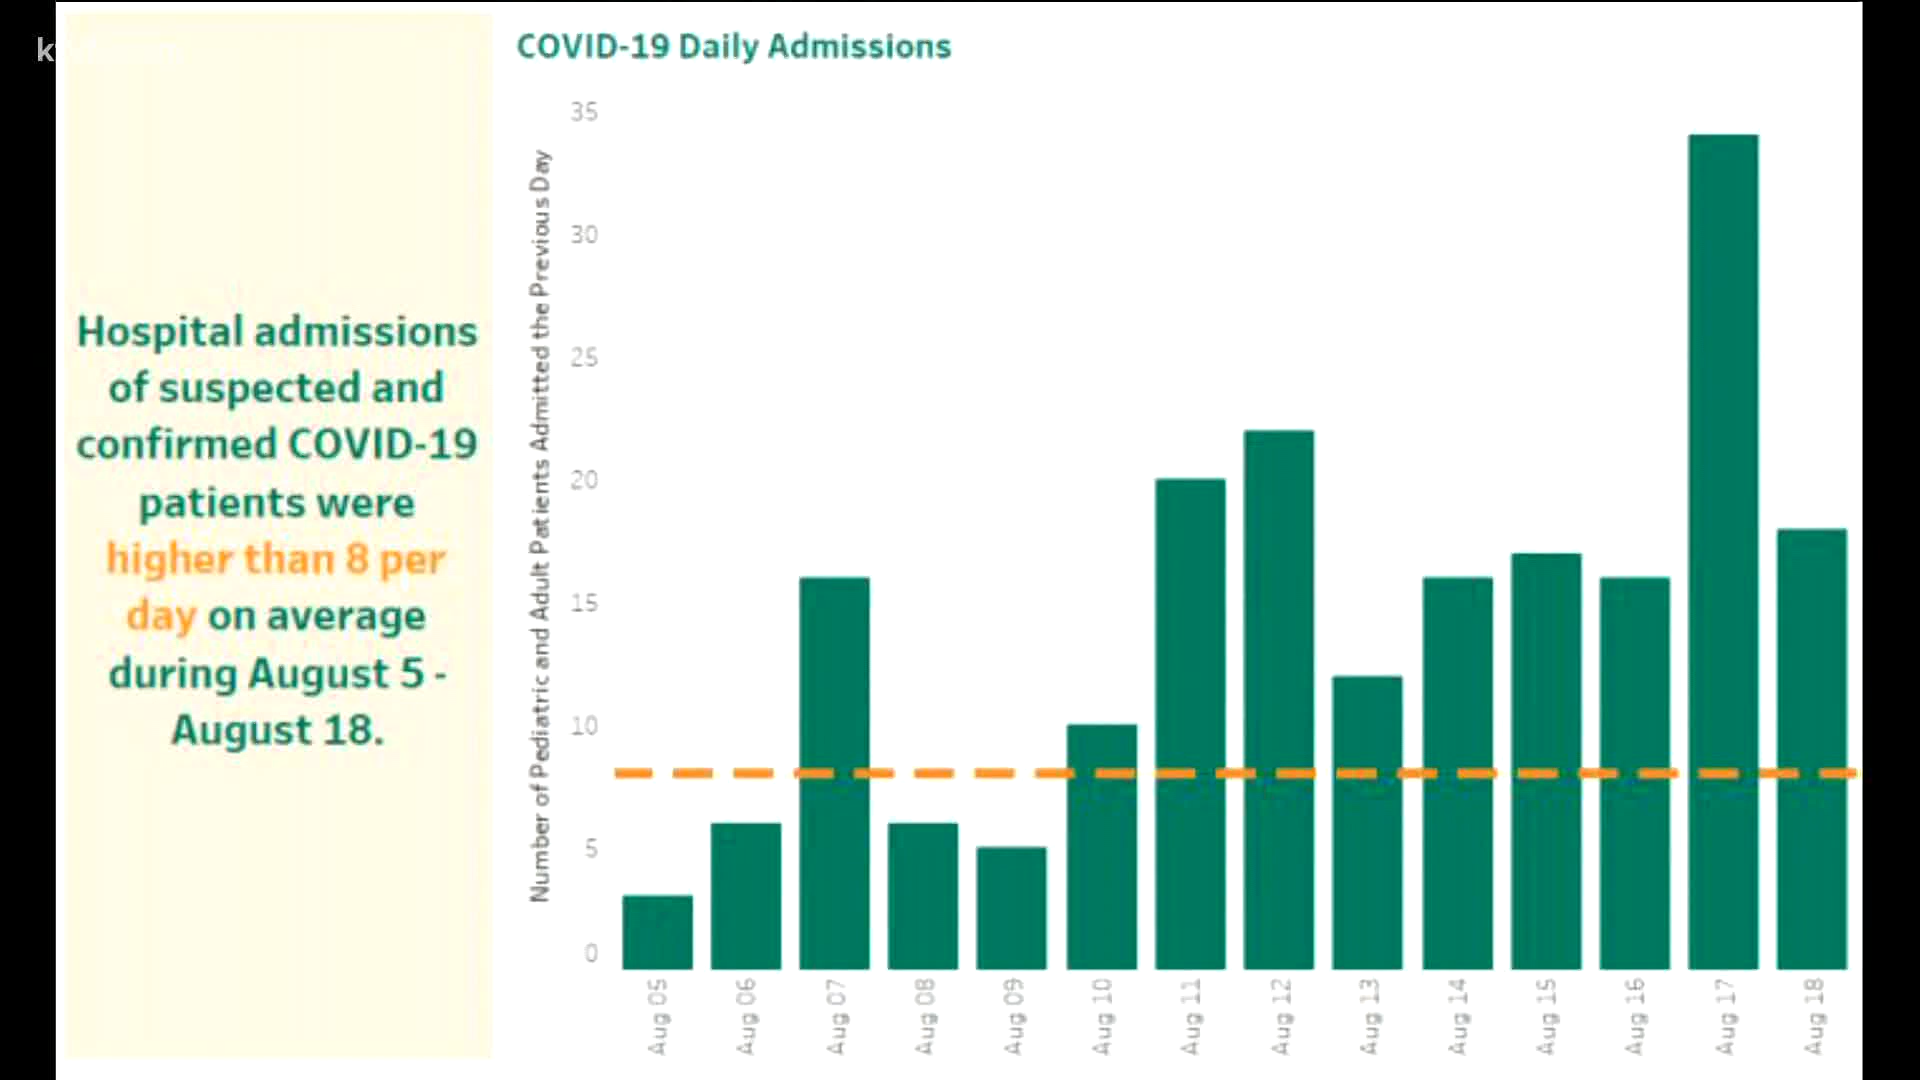 COVID-19 Daily Admissions
Hospital admissions
of suspected and
confirmed COVID-19
patients were
higher than 8 per
day on average
during August 5 -
August 18.
Number of Pediatric and Adult Patients Admitted the Previous Day
35
30
25
20
15
10
5
0
Aug 05
Aug 06
Aug 07
Aug 08
Aug 09
Aug 10
Aug 11
Aug 12
Aug 13
Aug 14
Aug 15
Aug 16
Aug 17
Aug 18